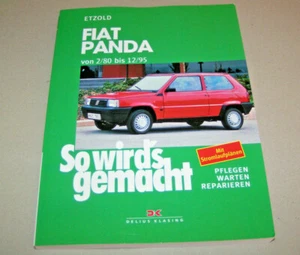 ETZOLD
FIAT
PANDA
von 2/80 bis 12/95
So wird's
gemacht
Mit
Stromlaufplänen
PFLEGEN
WARTEN
REPARIEREN
DK
DELIUS KLASING